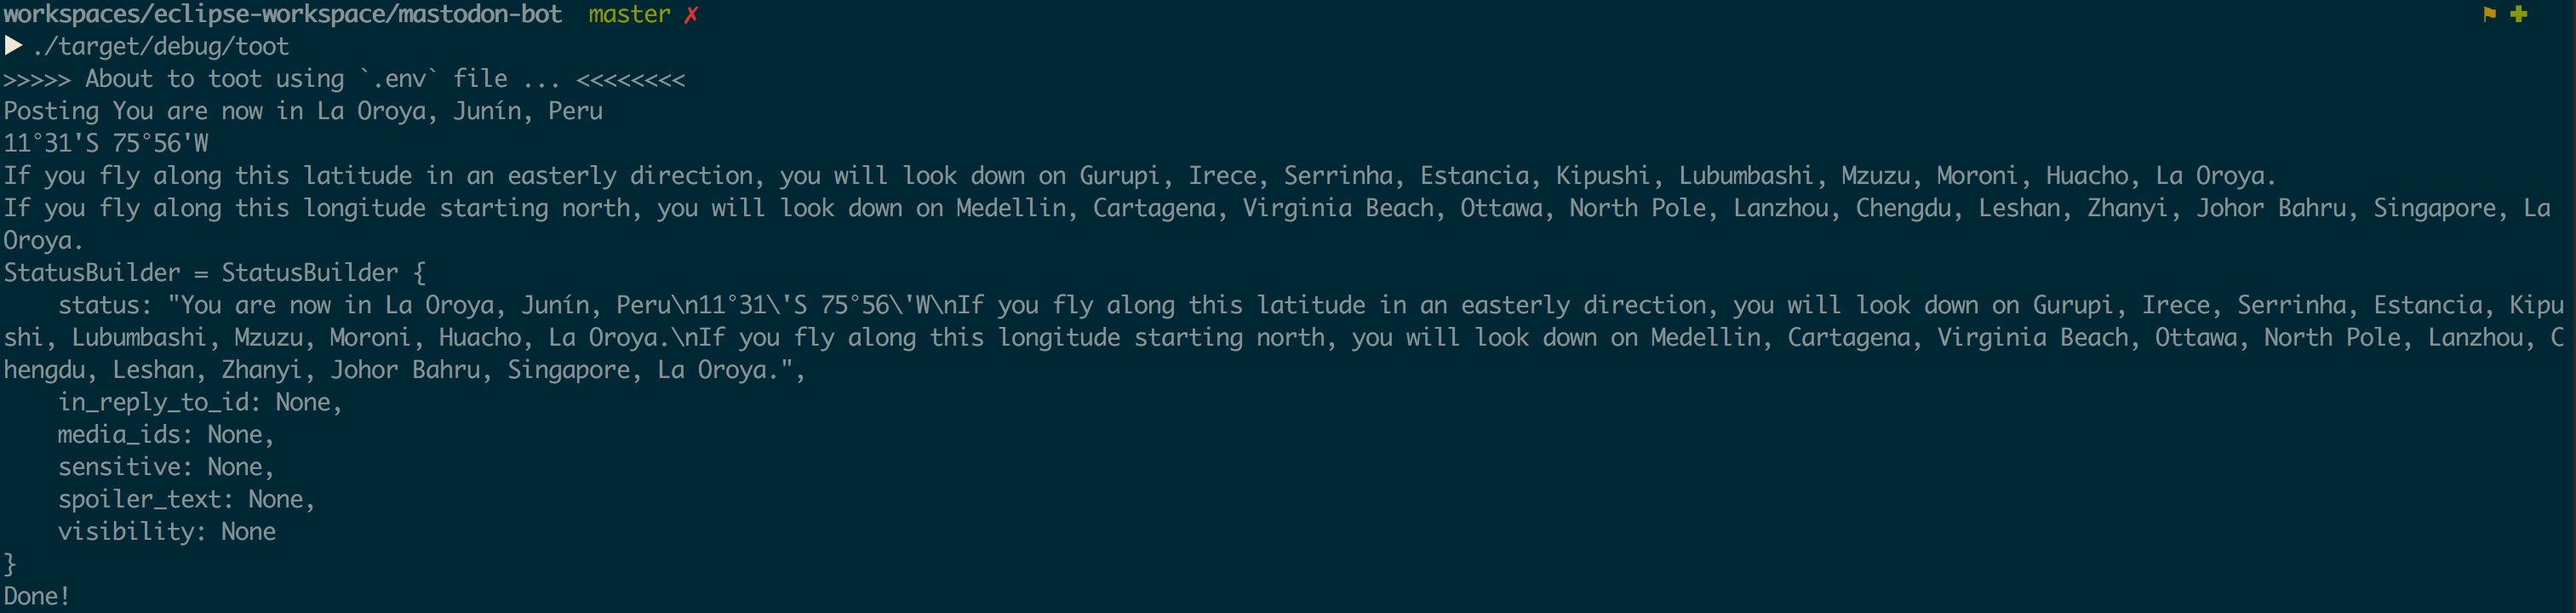 workspaces/eclipse-workspace/mastodon-bot master ✗ ⚑ ✚
▶ ./target/debug/toot
>>>>> About to toot using `.env` file ... <<<<<<<<
Posting You are now in La Oroya, Junín, Peru
11°31'S 75°56'W
If you fly along this latitude in an easterly direction, you will look down on Gurupi, Irece, Serrinha, Estancia, Kipushi, Lubumbashi, Mzuzu, Moroni, Huacho, La Oroya.
If you fly along this longitude starting north, you will look down on Medellin, Cartagena, Virginia Beach, Ottawa, North Pole, Lanzhou, Chengdu, Leshan, Zhanyi, Johor Bahru, Singapore, La
Oroya.
StatusBuilder = StatusBuilder {
    status: "You are now in La Oroya, Junín, Peru\n11°31\'S 75°56\'W\nIf you fly along this latitude in an easterly direction, you will look down on Gurupi, Irece, Serrinha, Estancia, Kipu
shi, Lubumbashi, Mzuzu, Moroni, Huacho, La Oroya.\nIf you fly along this longitude starting north, you will look down on Medellin, Cartagena, Virginia Beach, Ottawa, North Pole, Lanzhou, C
hengdu, Leshan, Zhanyi, Johor Bahru, Singapore, La Oroya.",
    in_reply_to_id: None,
    media_ids: None,
    sensitive: None,
    spoiler_text: None,
    visibility: None
}
Done!